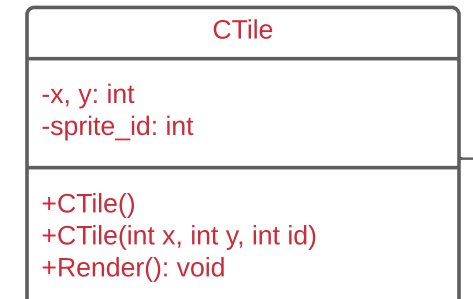 CTile
-x, y: int
-sprite_id: int
+CTile()
+CTile(int x, int y, int id)
+Render(): void